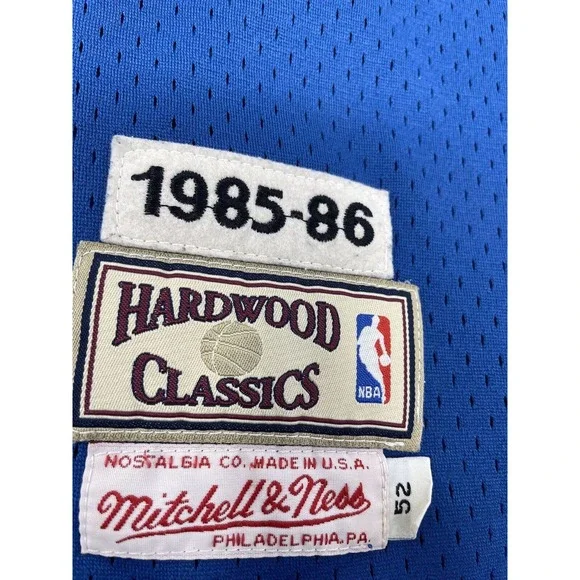 1985-86
HARDWOOD
CLASSICS
NBA
NOSTALGIA CO. MADE IN U.S.A.
Mitchell & Ness
PHILADELPHIA, PA.
52